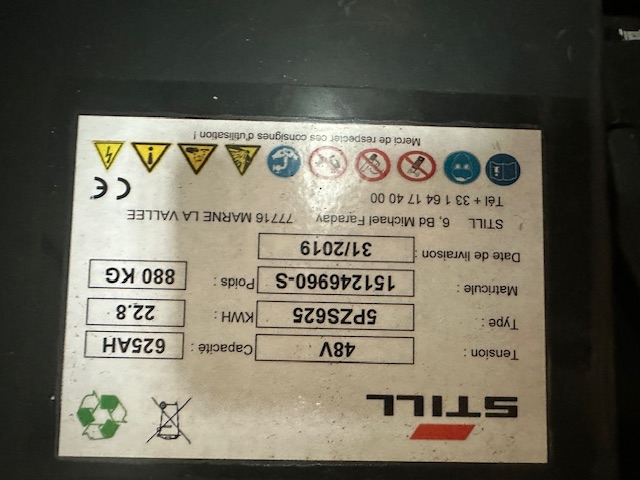 STILL
Tension : 48V Capacité : 625AH
Type : 5PZS625 KWH : 22.8
Matricule : 151246960-S Poids : 880 KG
Date de livraison : 31/2019
STILL 6, Bd Michael Faraday 77716 MARNE LA VALLEE
Tél + 33 1 64 17 40 00
CE
Merci de respecter ces consignes d'utilisation !